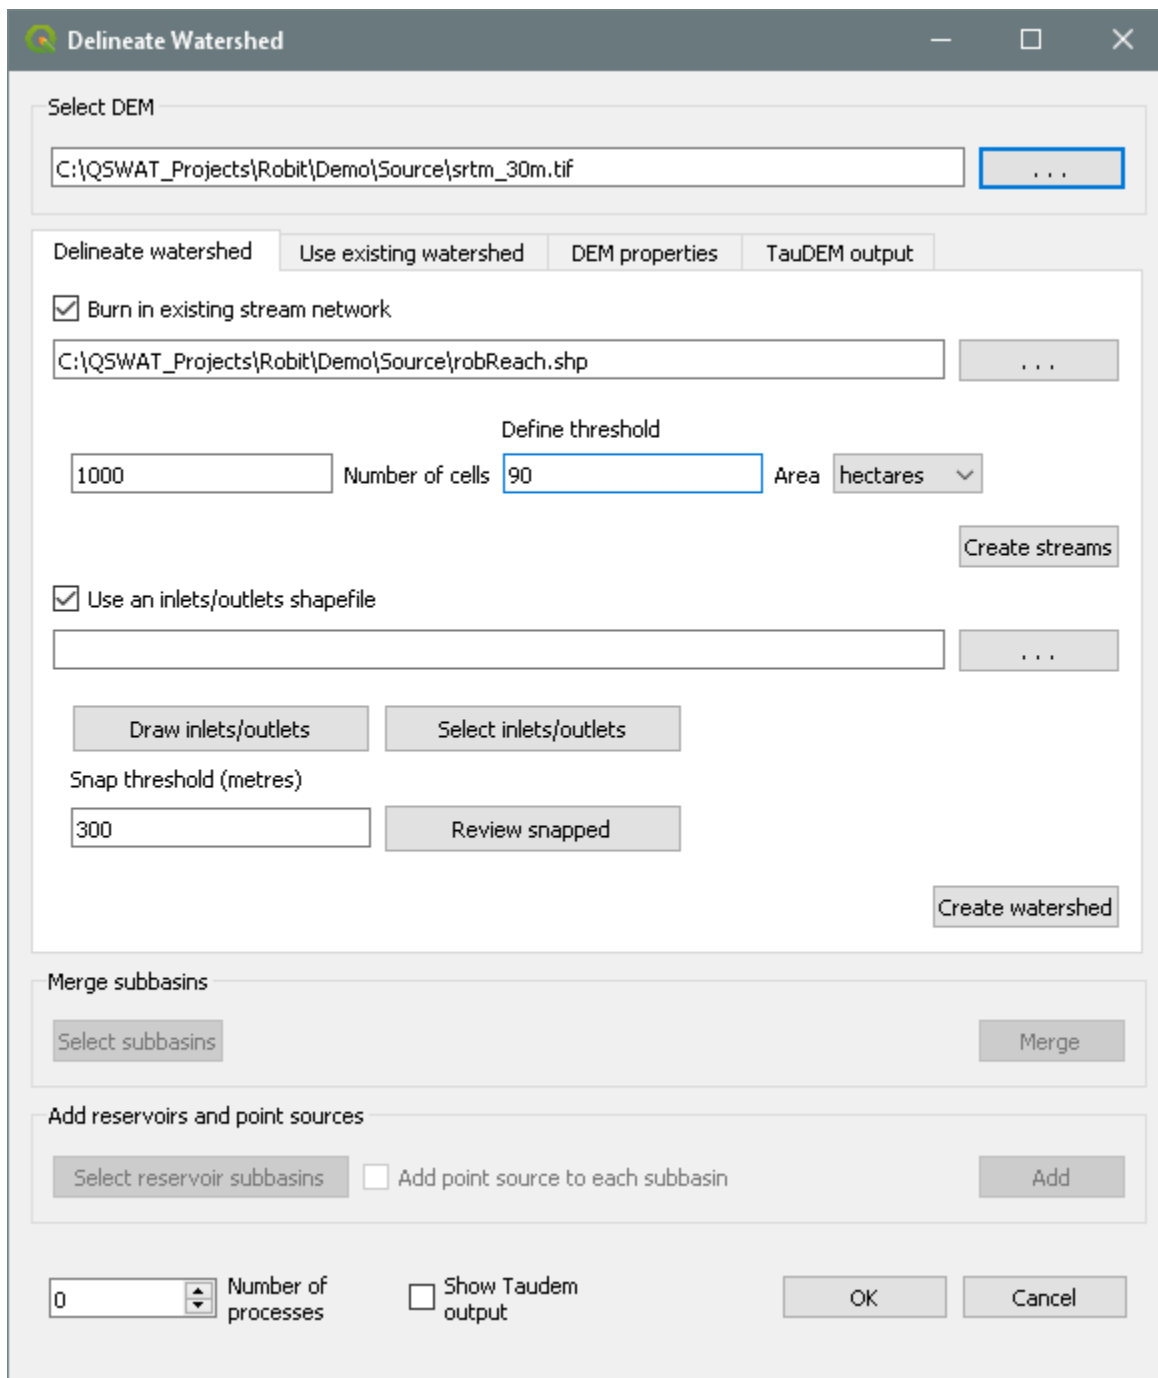 Delineate Watershed
Select DEM
C:\QSWAT_Projects\Robit\Demo\Source\srtm_30m.tif
. . .
Delineate watershed Use existing watershed DEM properties TauDEM output
Burn in existing stream network
C:\QSWAT_Projects\Robit\Demo\Source\robReach.shp
. . .
Define threshold
1000 Number of cells 90 Area hectares
Create streams
Use an inlets/outlets shapefile
. . .
Draw inlets/outlets Select inlets/outlets
Snap threshold (metres)
300 Review snapped
Create watershed
Merge subbasins
Select subbasins Merge
Add reservoirs and point sources
Select reservoir subbasins Add point source to each subbasin Add
0 Number of processes Show Taudem output OK Cancel